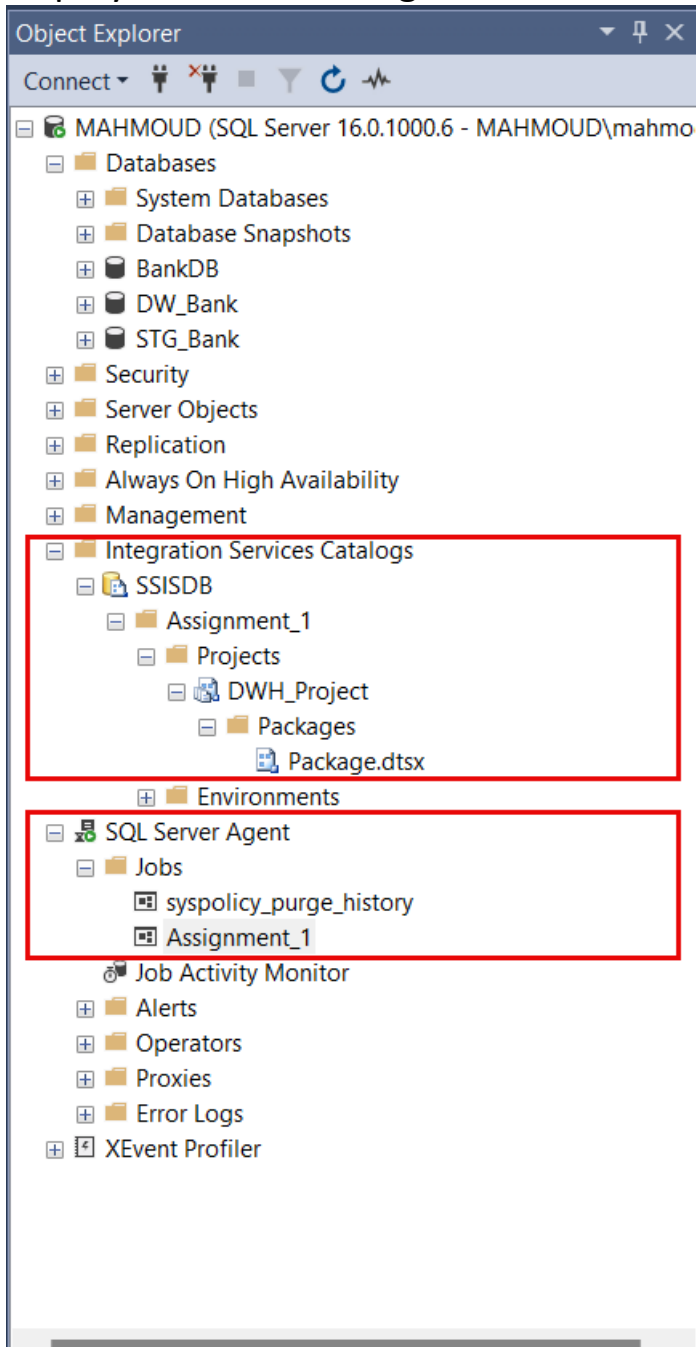 Object Explorer
Connect
MAHMOUD (SQL Server 16.0.1000.6 - MAHMOUD\mahmo
Databases
System Databases
Database Snapshots
BankDB
DW_Bank
STG_Bank
Security
Server Objects
Replication
Always On High Availability
Management
Integration Services Catalogs
SSISDB
Assignment_1
Projects
DWH_Project
Packages
Package.dtsx
Environments
SQL Server Agent
Jobs
syspolicy_purge_history
Assignment_1
Job Activity Monitor
Alerts
Operators
Proxies
Error Logs
XEvent Profiler